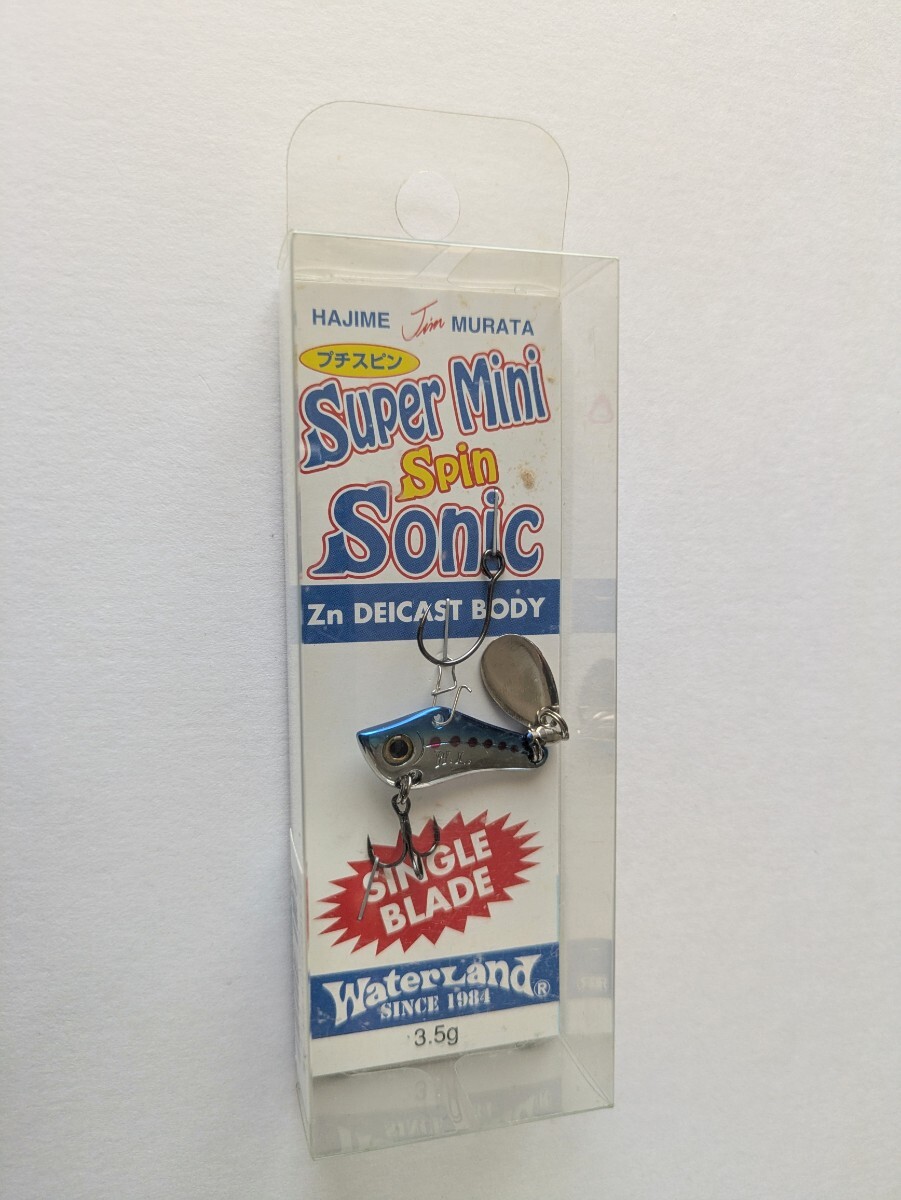 HAJIME Jim MURATA
プチスピン
Super Mini
Spin
Sonic
Zn DEICAST BODY
SINGLE
BLADE
WaterLand®
SINCE 1984
3.5g